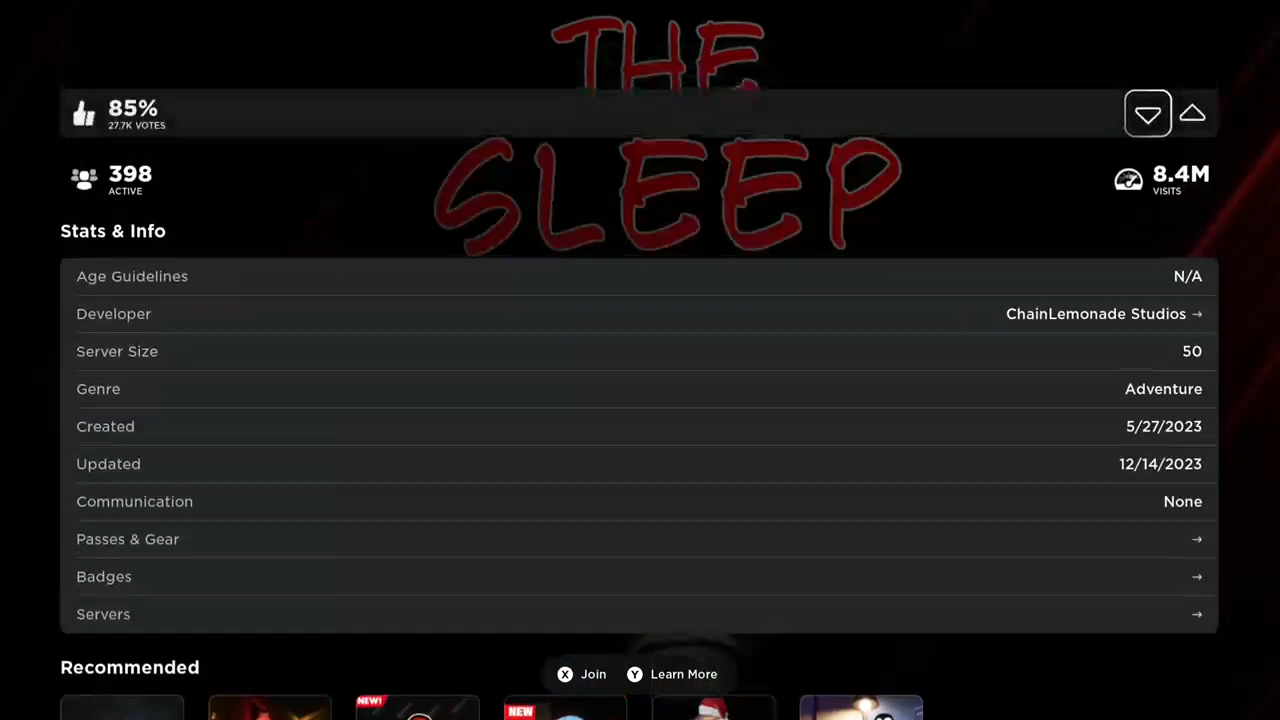 THE
85%
27.7K VOTES
SLEEP
398
ACTIVE
8.4M
VISITS
Stats & Info
Age Guidelines N/A
Developer ChainLemonade Studios →
Server Size 50
Genre Adventure
Created 5/27/2023
Updated 12/14/2023
Communication None
Passes & Gear →
Badges →
Servers →
Recommended
X Join Y Learn More
NEW!
NEW